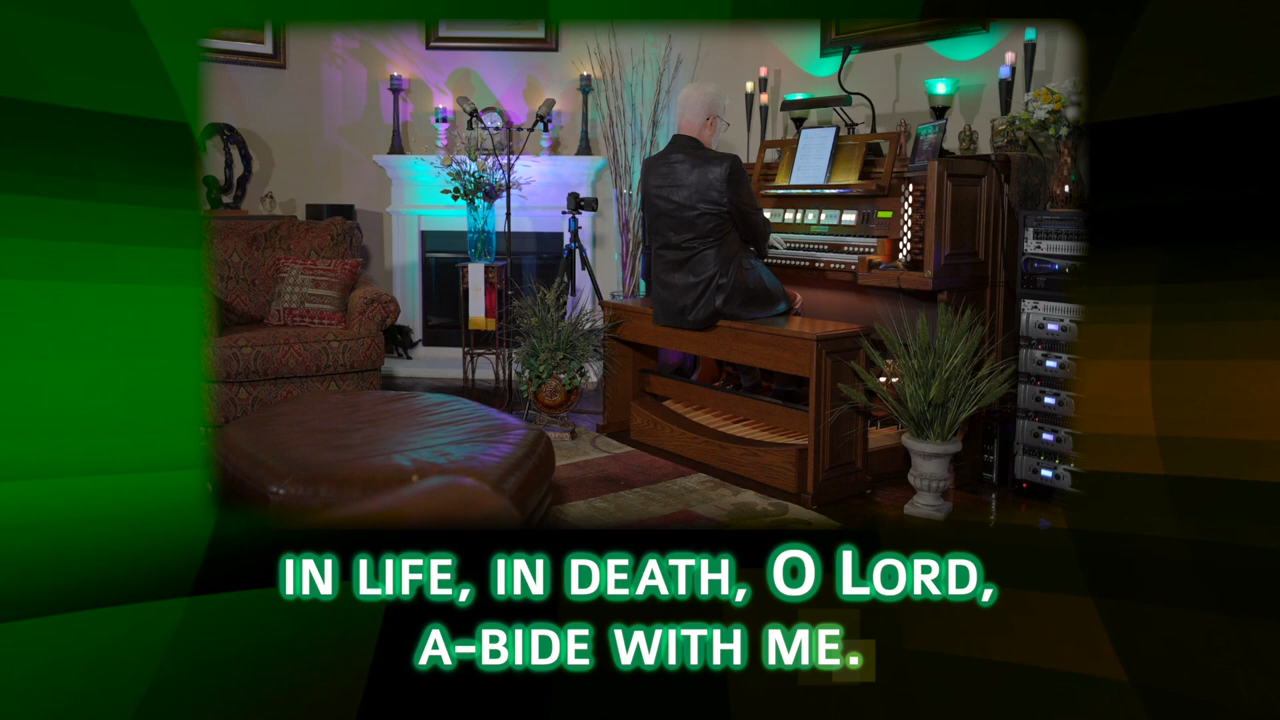 IN LIFE, IN DEATH, O LORD,
A-BIDE WITH ME.